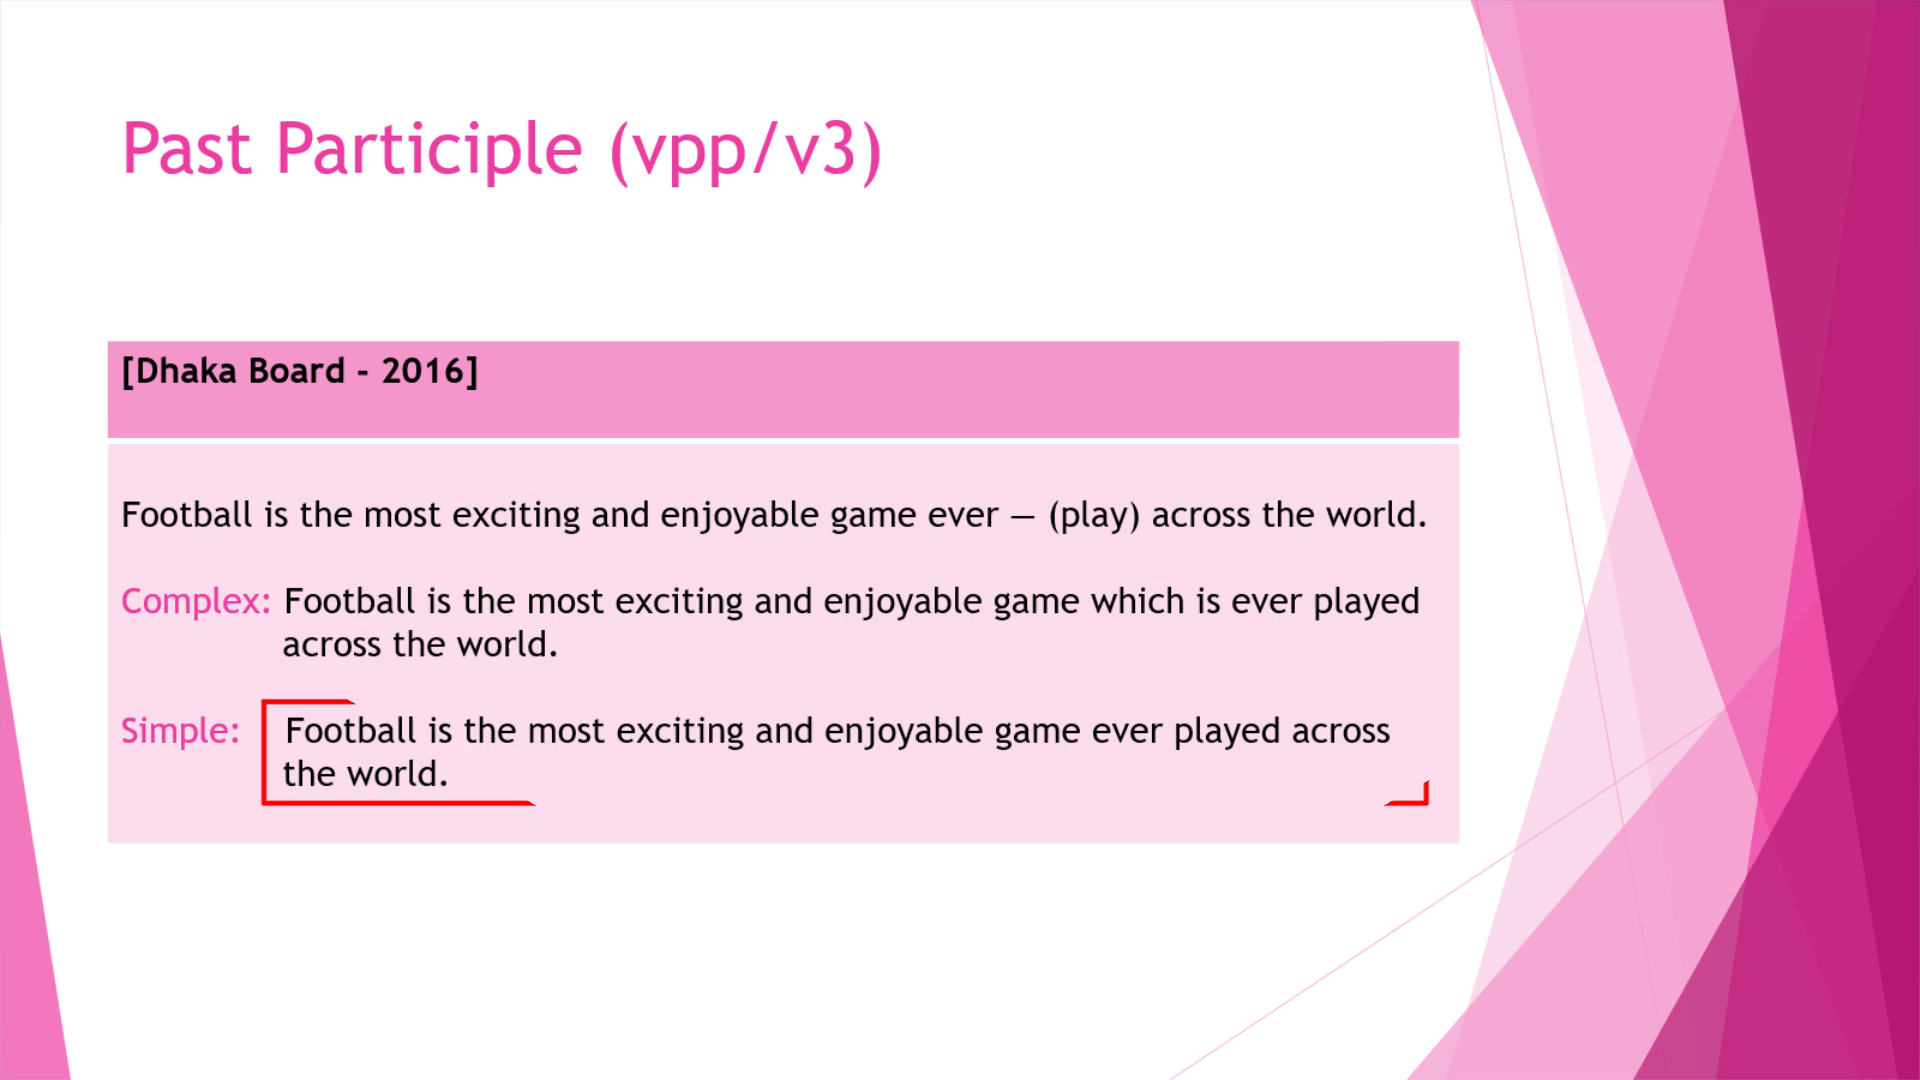 Past Participle (vpp/v3)
[Dhaka Board - 2016]
Football is the most exciting and enjoyable game ever — (play) across the world.
Complex: Football is the most exciting and enjoyable game which is ever played
across the world.
Simple: Football is the most exciting and enjoyable game ever played across
the world.